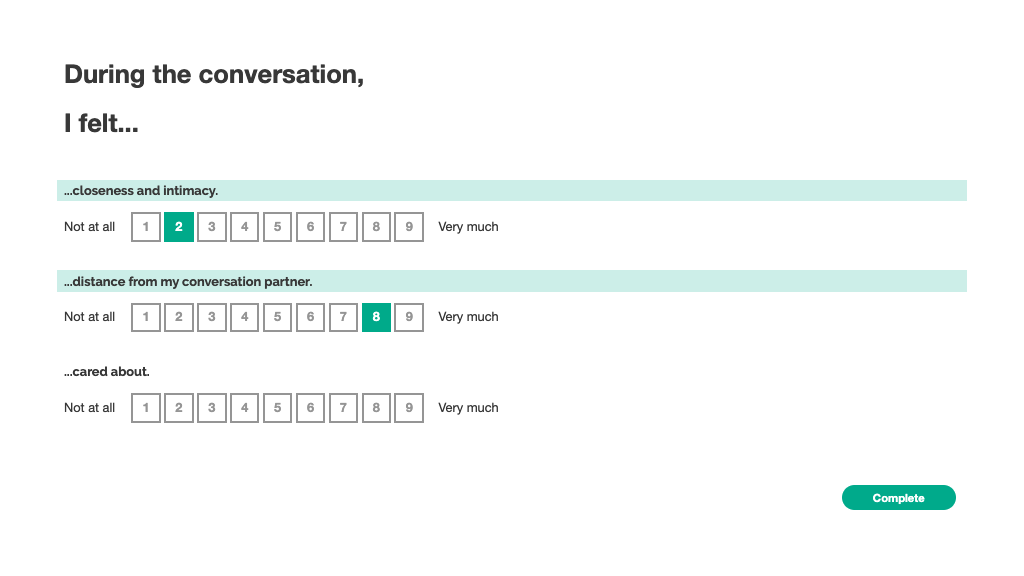 During the conversation,
I felt...
...closeness and intimacy.
Not at all 1 2 3 4 5 6 7 8 9 Very much
...distance from my conversation partner.
Not at all 1 2 3 4 5 6 7 8 9 Very much
...cared about.
Not at all 1 2 3 4 5 6 7 8 9 Very much
Complete